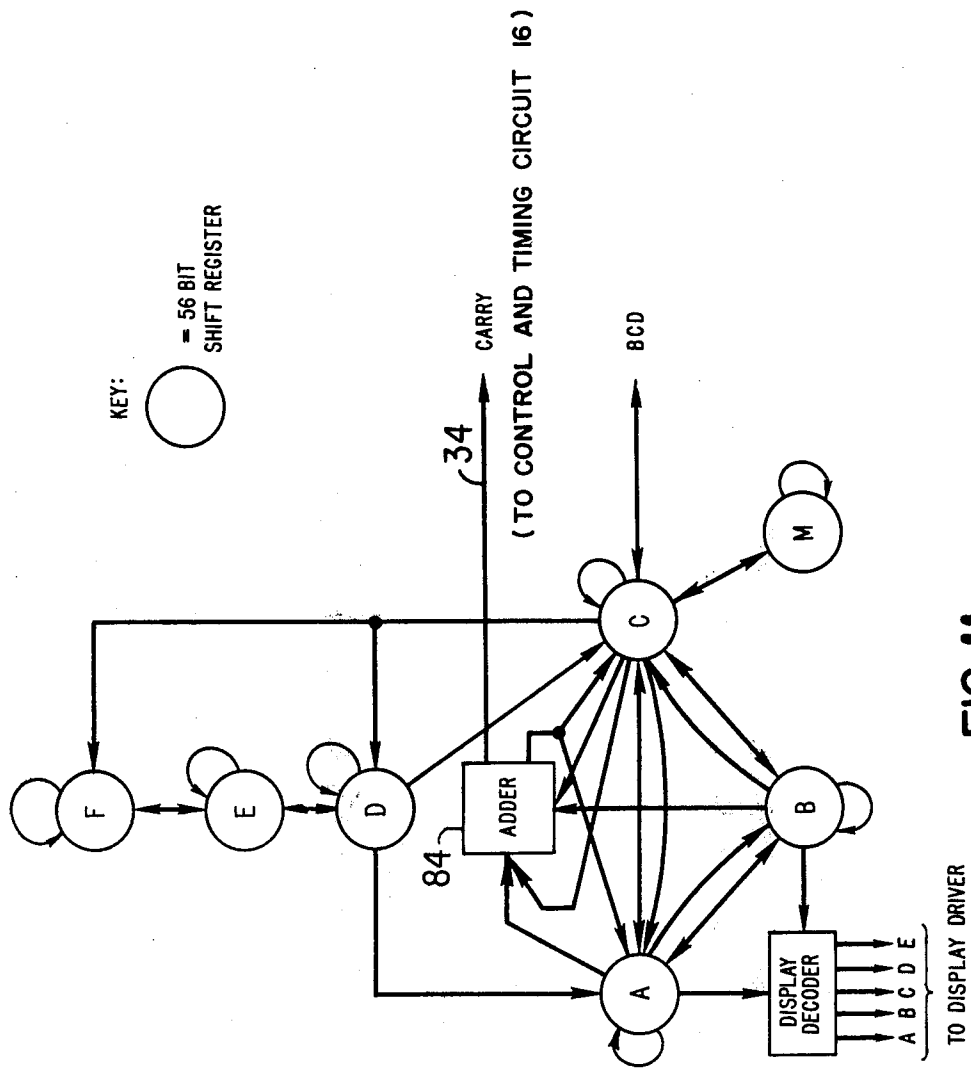 KEY:
= 56 BIT
SHIFT REGISTER
F
E
D
84
ADDER
34
CARRY
(TO CONTROL AND TIMING CIRCUIT 16)
A
C
BCD
DISPLAY
DECODER
B
M
A B C D E
TO DISPLAY DRIVER
FIG